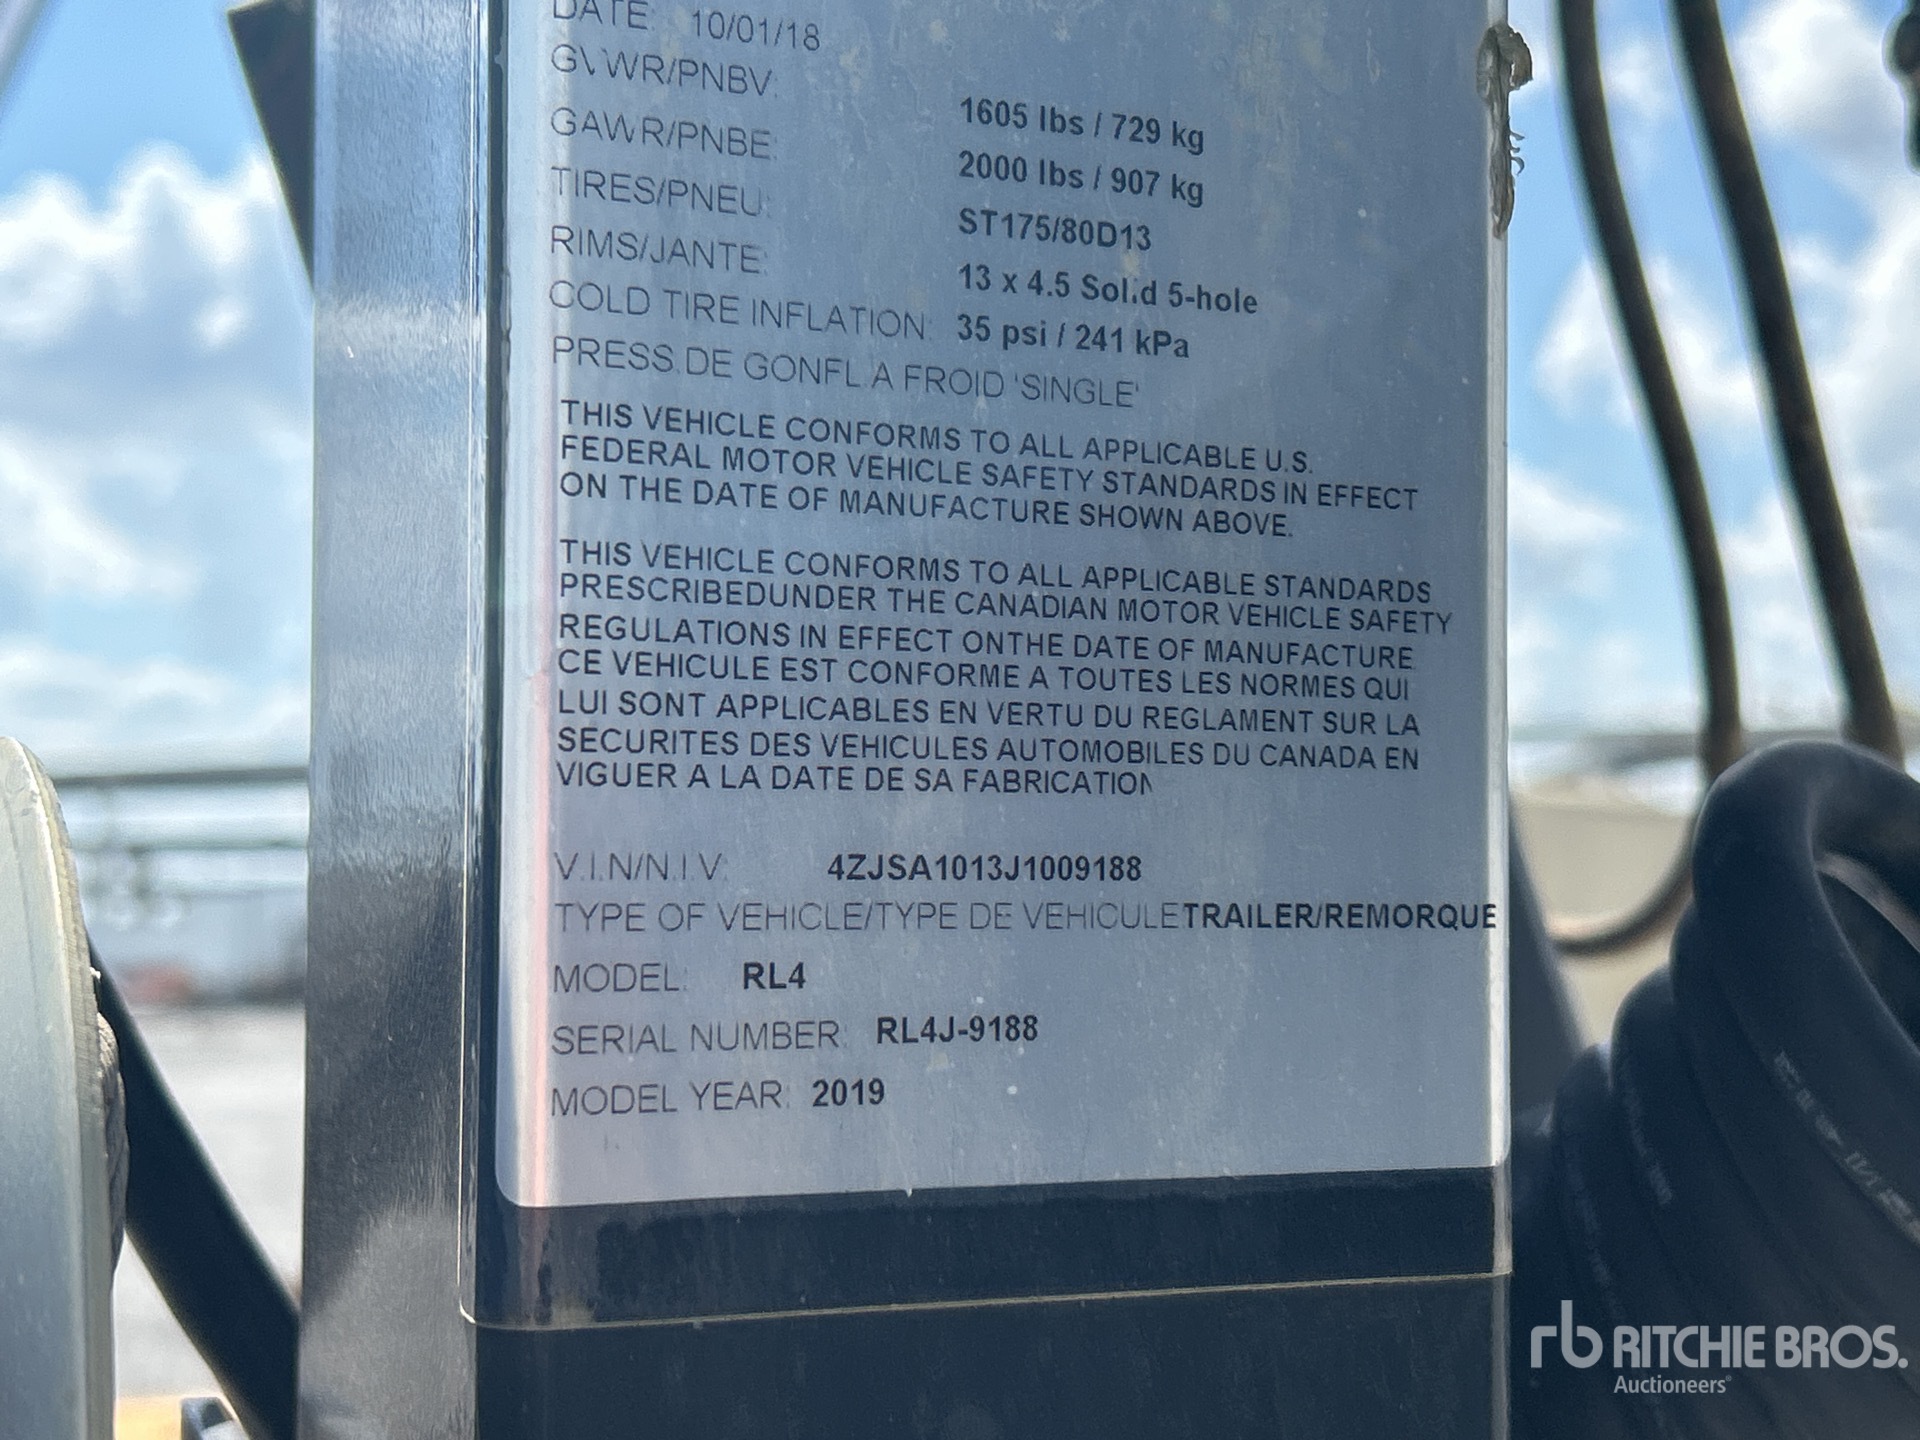 DATE: 10/01/18
GVWR/PNBV: 1605 lbs / 729 kg
GAWR/PNBE: 2000 lbs / 907 kg
TIRES/PNEU: ST175/80D13
RIMS/JANTE: 13 x 4.5 Solid 5-hole
COLD TIRE INFLATION: 35 psi / 241 kPa
PRESS.DE GONFL.A FROID 'SINGLE'
THIS VEHICLE CONFORMS TO ALL APPLICABLE U.S.
FEDERAL MOTOR VEHICLE SAFETY STANDARDS IN EFFECT
ON THE DATE OF MANUFACTURE SHOWN ABOVE.
THIS VEHICLE CONFORMS TO ALL APPLICABLE STANDARDS
PRESCRIBEDUNDER THE CANADIAN MOTOR VEHICLE SAFETY
REGULATIONS IN EFFECT ONTHE DATE OF MANUFACTURE
CE VEHICULE EST CONFORME A TOUTES LES NORMES QUI
LUI SONT APPLICABLES EN VERTU DU REGLAMENT SUR LA
SECURITES DES VEHICULES AUTOMOBILES DU CANADA EN
VIGUER A LA DATE DE SA FABRICATION
V.I.N/N.I.V: 4ZJSA1013J1009188
TYPE OF VEHICLE/TYPE DE VEHICULE TRAILER/REMORQUE
MODEL: RL4
SERIAL NUMBER: RL4J-9188
MODEL YEAR: 2019
rb RITCHIE BROS.
Auctioneers